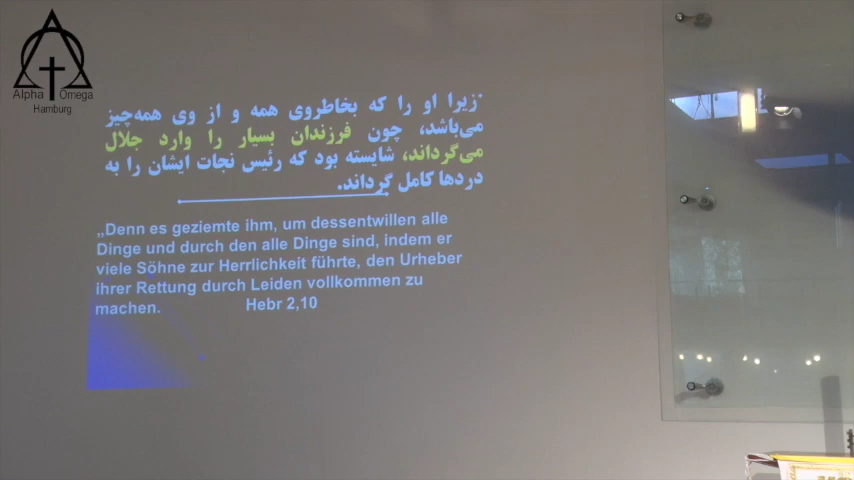 Alpha Omega
Hamburg
زیرا او را که بخاطروی همه و از وی همه‌چیز
می‌باشد، چون فرزندان بسیار را وارد جلال
می‌گرداند، شایسته بود که رئیس نجات ایشان را به
دردها کامل گرداند.
„Denn es geziemte ihm, um dessentwillen alle
Dinge und durch den alle Dinge sind, indem er
viele Söhne zur Herrlichkeit führte, den Urheber
ihrer Rettung durch Leiden vollkommen zu
machen. Hebr 2,10